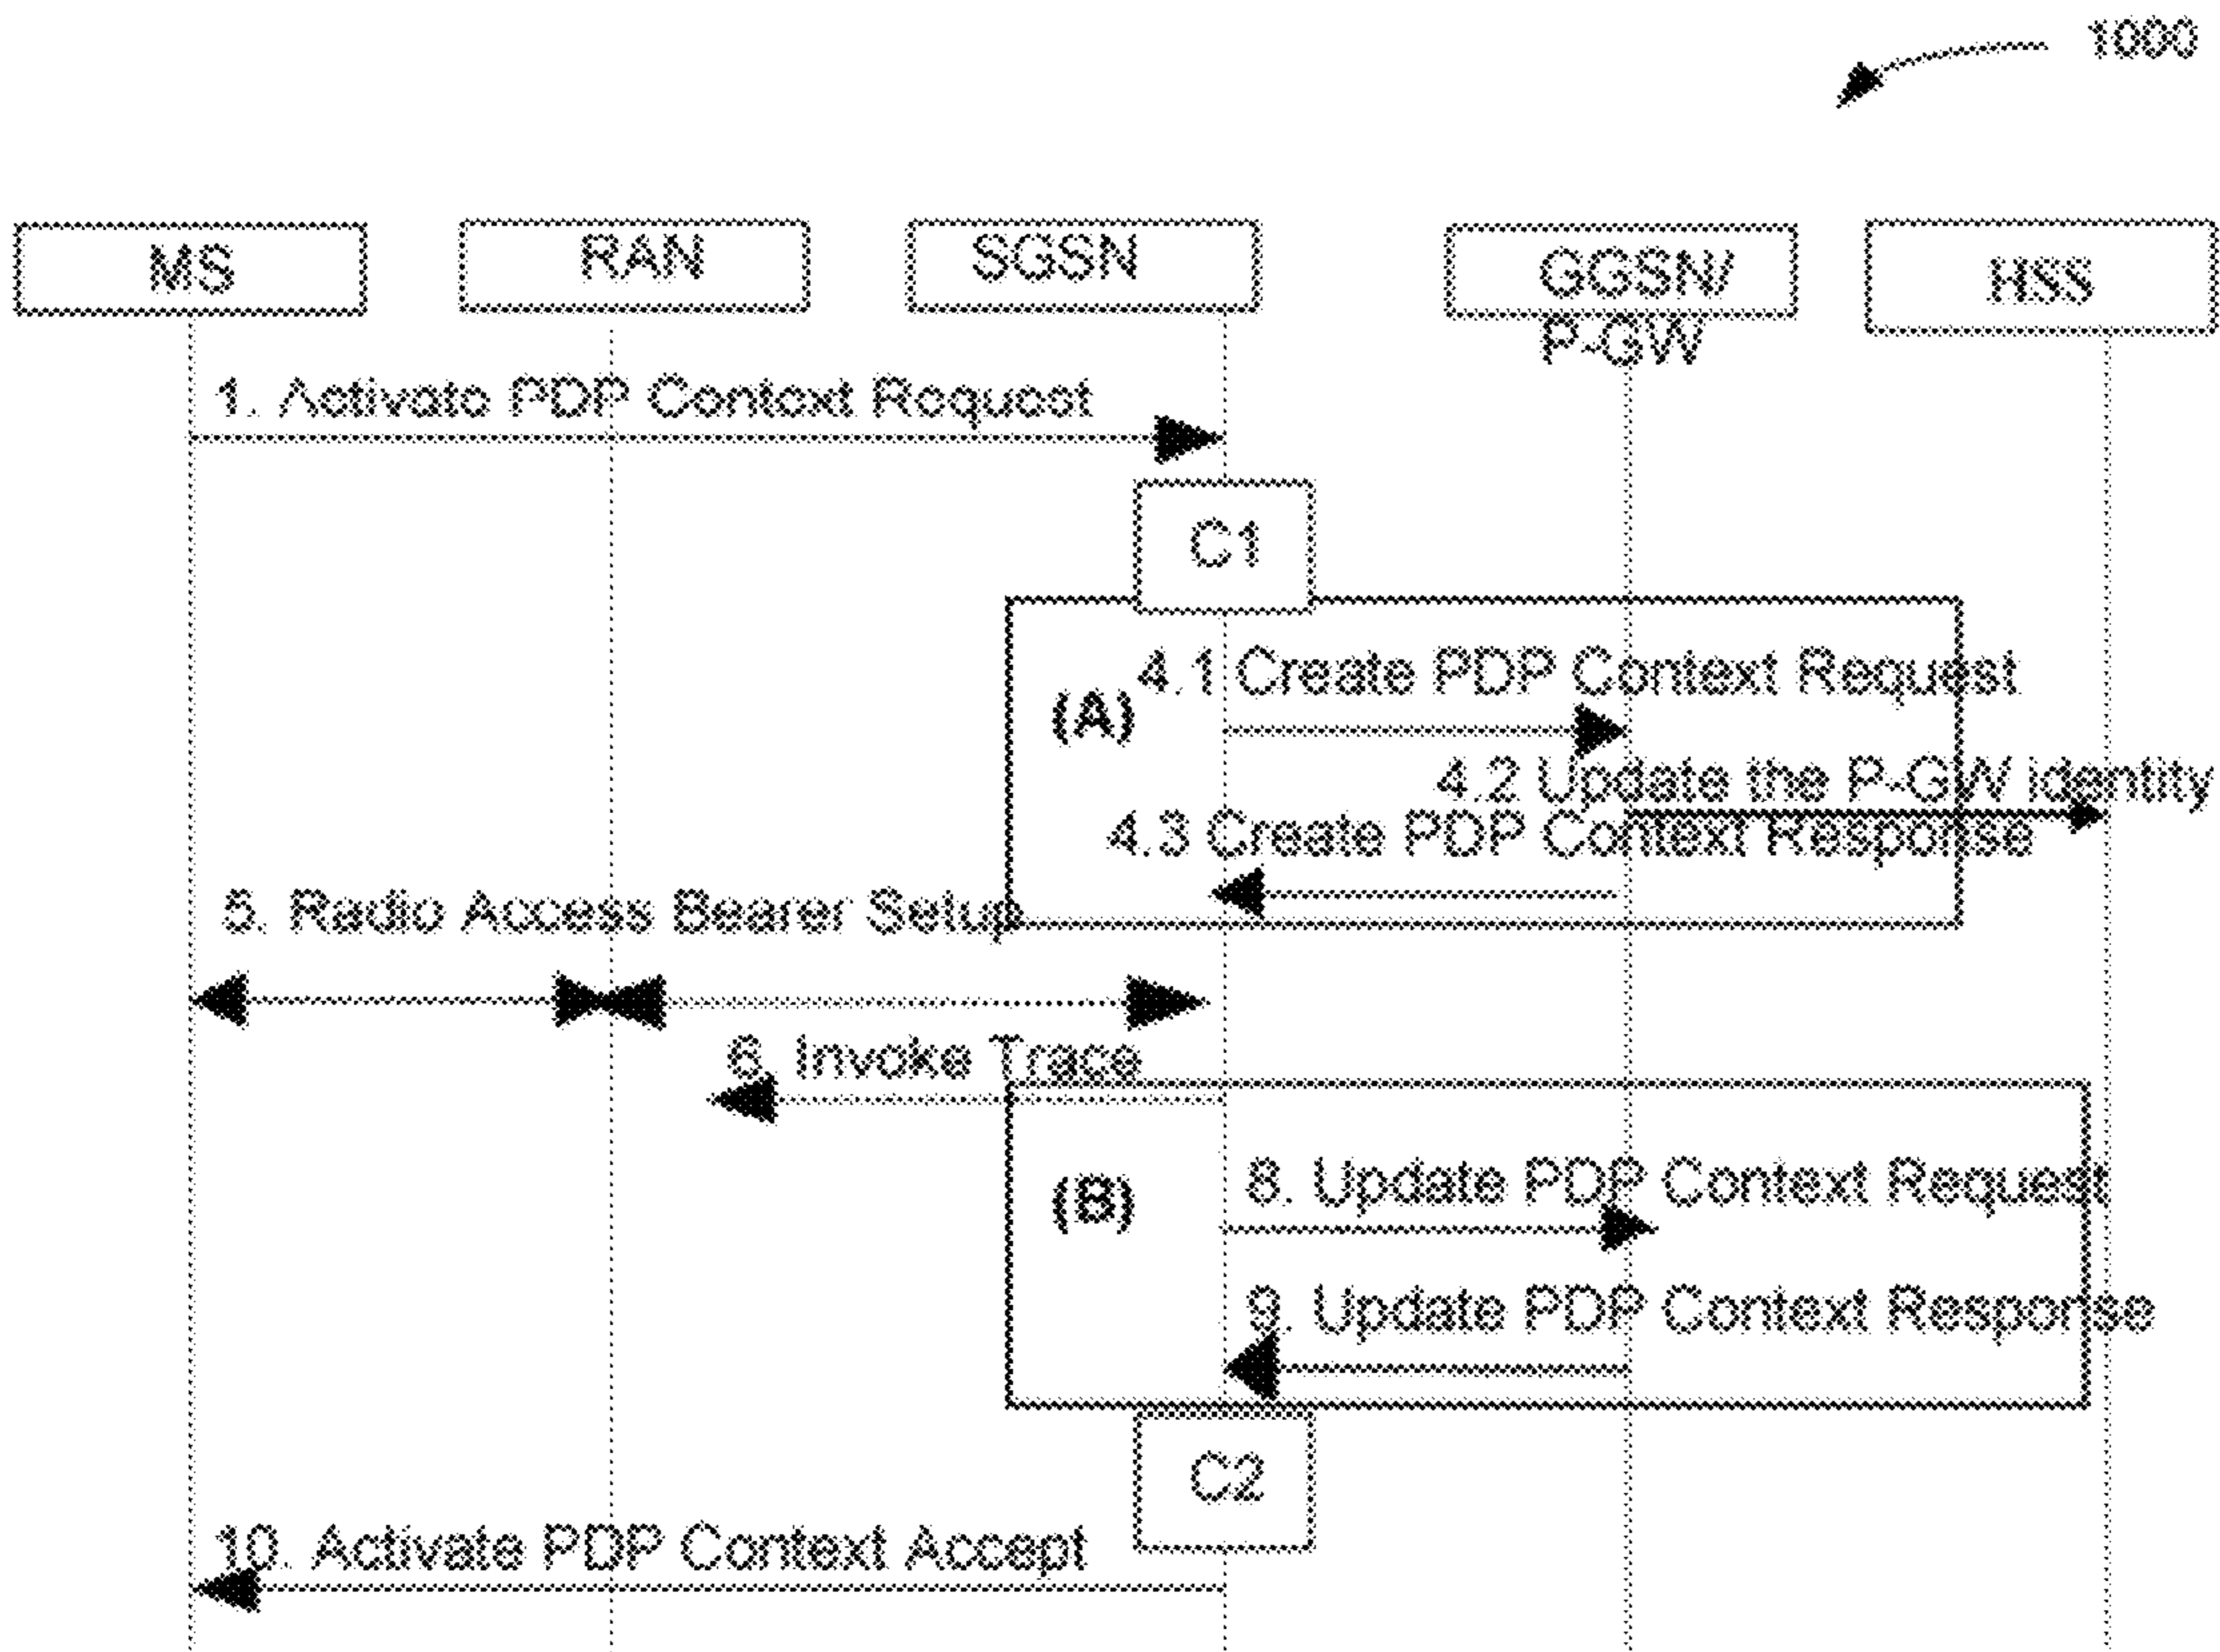 1000
MS
RAN
SGSN
GGSN/
P-GW
HSS
1. Activate PDP Context Request
C1
4.1 Create PDP Context Request
(A)
4.2 Update the P-GW identity
4.3 Create PDP Context Response
5. Radio Access Bearer Setup
6. Invoke Trace
(B)
8. Update PDP Context Request
9. Update PDP Context Response
C2
10. Activate PDP Context Accept